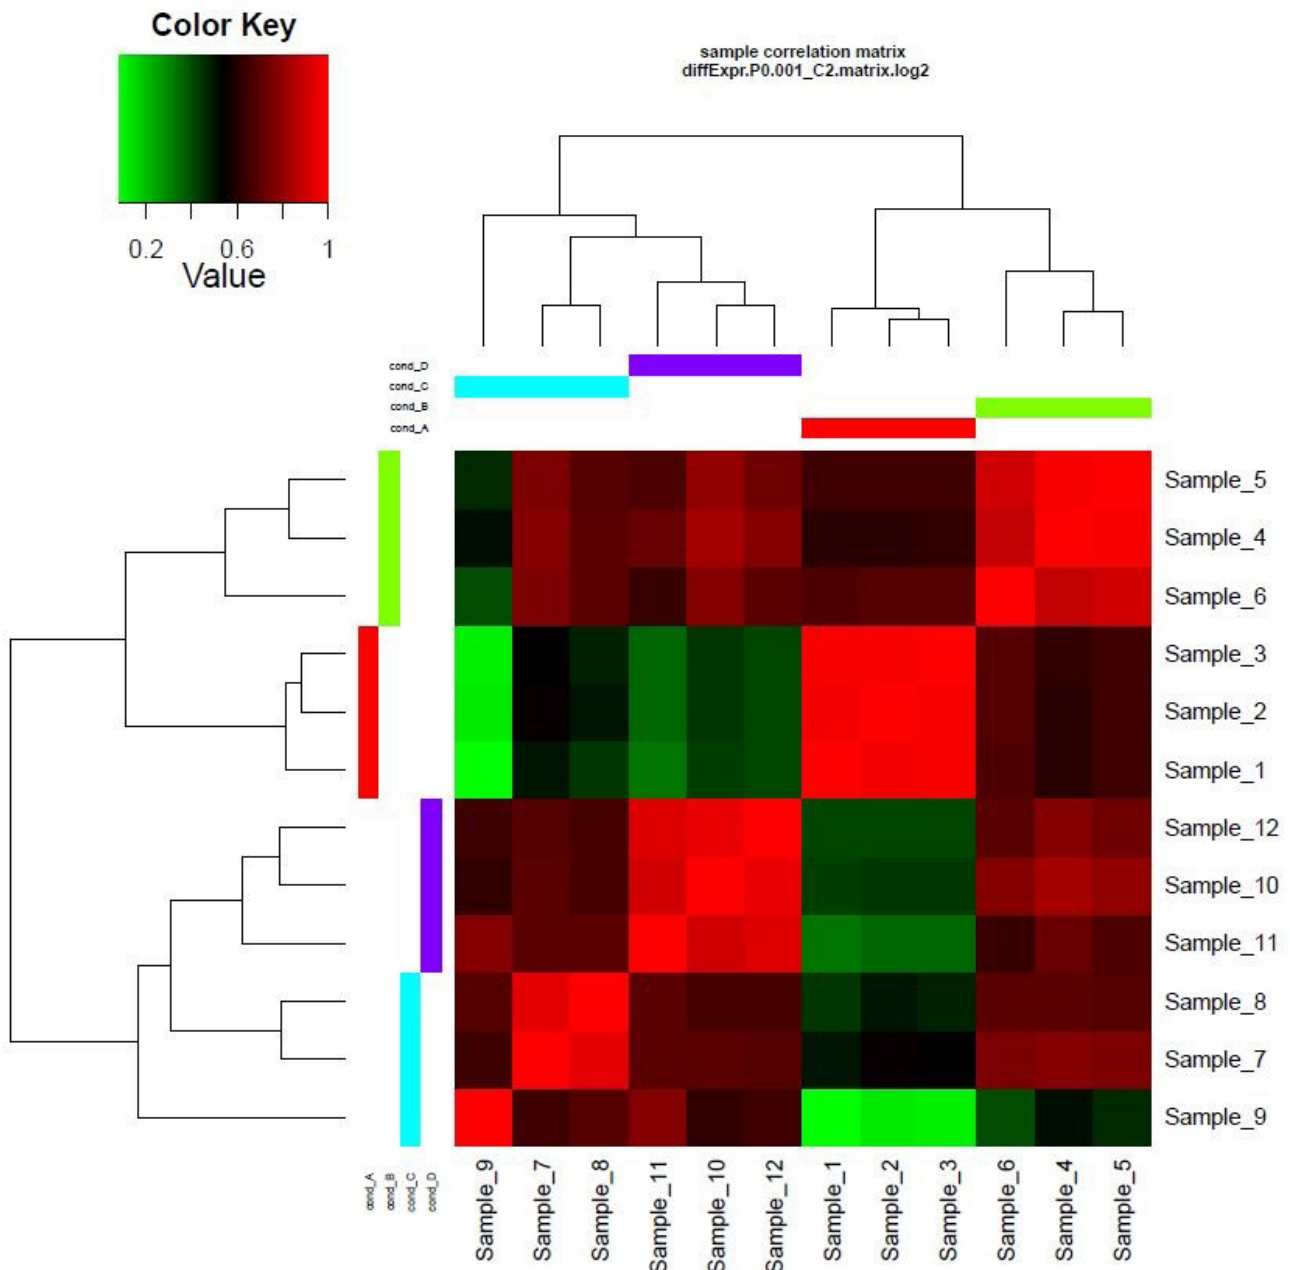 Color Key
0.2 0.6 1
Value
sample correlation matrix
diffExpr.P0.001_C2.matrix.log2
cond_D
cond_C
cond_B
cond_A
Sample_5
Sample_4
Sample_6
Sample_3
Sample_2
Sample_1
Sample_12
Sample_10
Sample_11
Sample_8
Sample_7
Sample_9
cond_A
cond_B
cond_C
cond_D
Sample_9
Sample_7
Sample_8
Sample_11
Sample_10
Sample_12
Sample_1
Sample_2
Sample_3
Sample_6
Sample_4
Sample_5